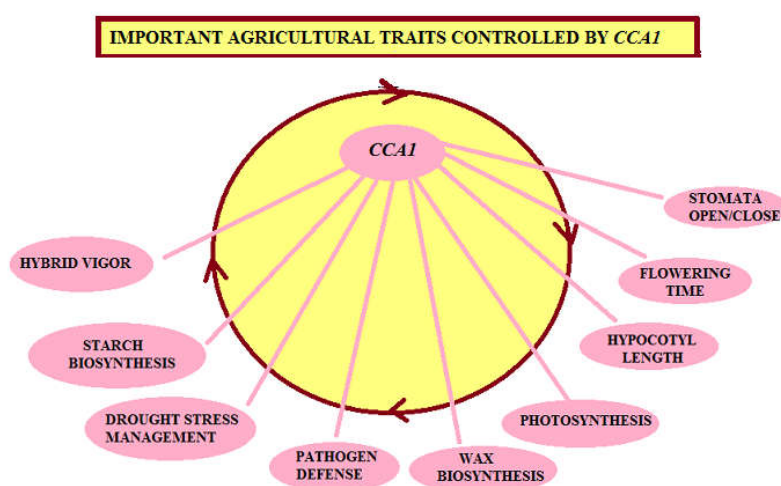 IMPORTANT AGRICULTURAL TRAITS CONTROLLED BY CCA1
CCA1
STOMATA
OPEN/CLOSE
HYBRID VIGOR
FLOWERING
TIME
STARCH
BIOSYNTHESIS
HYPOCOTYL
LENGTH
DROUGHT STRESS
MANAGEMENT
PHOTOSYNTHESIS
PATHOGEN
DEFENSE
WAX
BIOSYNTHESIS